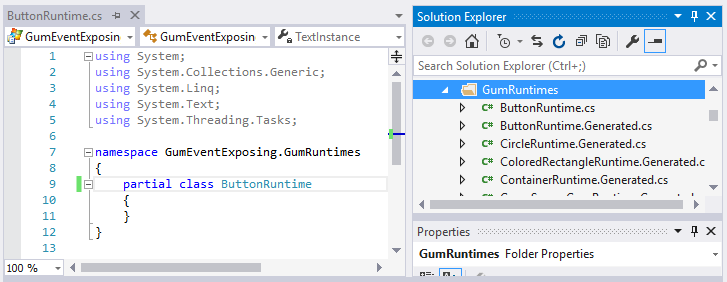 ButtonRuntime.cs
GumEventExposin
GumEventExposin
TextInstance
1 using System;
2 using System.Collections.Generic;
3 using System.Linq;
4 using System.Text;
5 using System.Threading.Tasks;
6
7 namespace GumEventExposing.GumRuntimes
8 {
9 partial class ButtonRuntime
10 {
11 }
12 }
13
100 %
Solution Explorer
Search Solution Explorer (Ctrl+;)
GumRuntimes
C# ButtonRuntime.cs
C# ButtonRuntime.Generated.cs
C# CircleRuntime.Generated.cs
C# ColoredRectangleRuntime.Generated.c
C# ContainerRuntime.Generated.cs
Properties
GumRuntimes Folder Properties